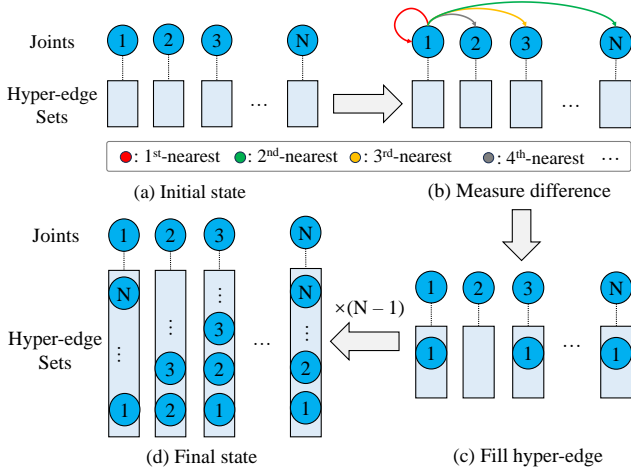 Joints
1 2 3 N
1 2 3 N
Hyper-edge
Sets
...
...
: 1st-nearest : 2nd-nearest : 3rd-nearest : 4th-nearest ...
(a) Initial state
(b) Measure difference
Joints
1 2 3 N
Hyper-edge
Sets
N
...
1
...
3
2
...
3
2
1
...
N
...
2
1
×(N – 1)
(d) Final state
1 2 3 N
1 1 ... 1
(c) Fill hyper-edge